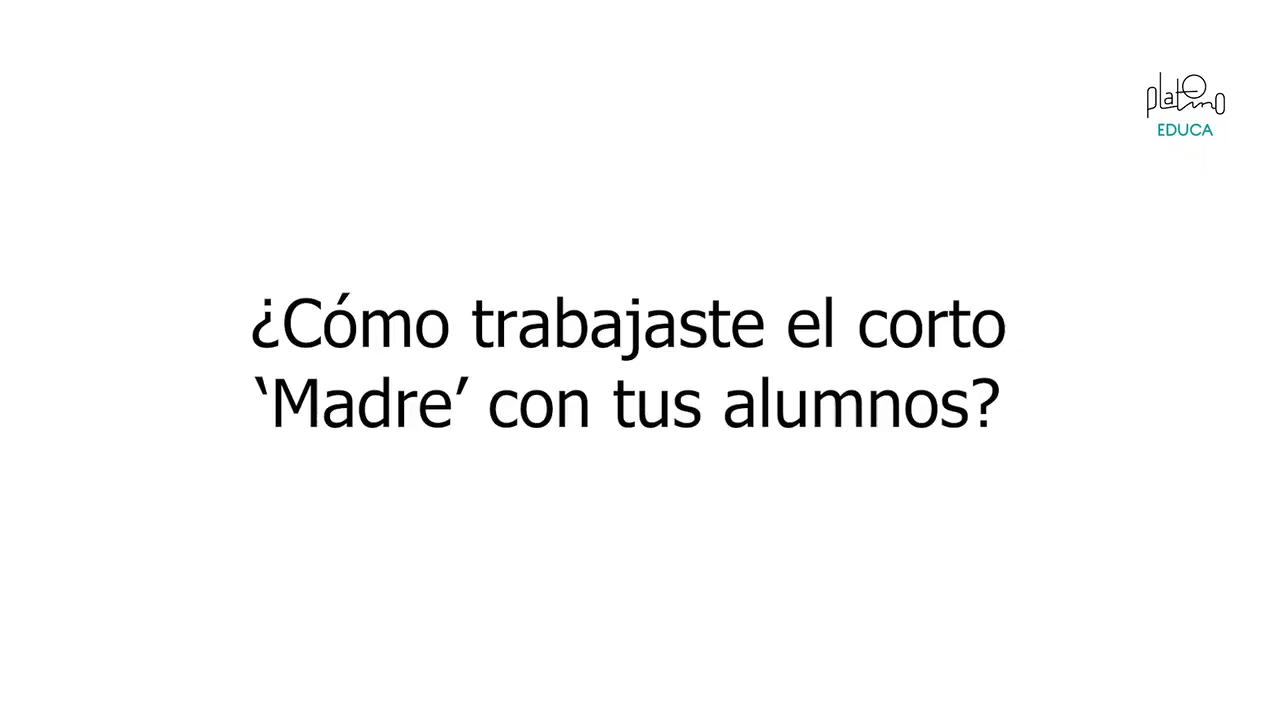 platino
EDUCA
¿Cómo trabajaste el corto
‘Madre’ con tus alumnos?